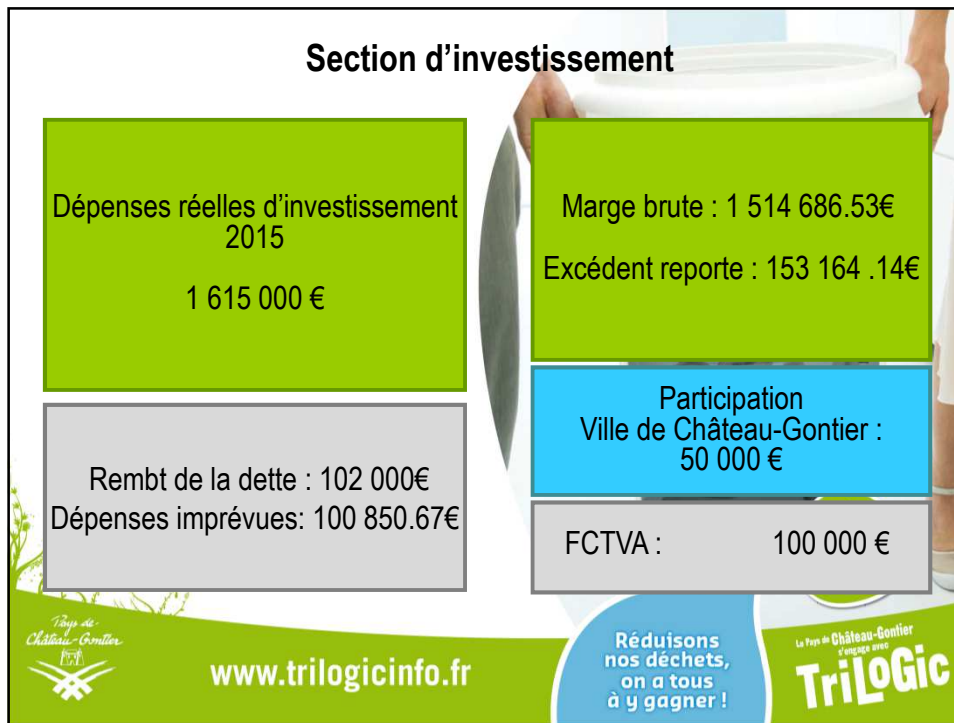 Section d’investissement
Dépenses réelles d’investissement
2015
1 615 000 €
Marge brute : 1 514 686.53€
Excédent reporte : 153 164 .14€
Participation
Ville de Château-Gontier :
50 000 €
Rembt de la dette : 102 000€
Dépenses imprévues: 100 850.67€
FCTVA : 100 000 €
Pays de
Château-Gontier
www.trilogicinfo.fr
Réduisons
nos déchets,
on a tous
à y gagner !
Le Pays de Château-Gontier
s'engage avec
TriLoGic